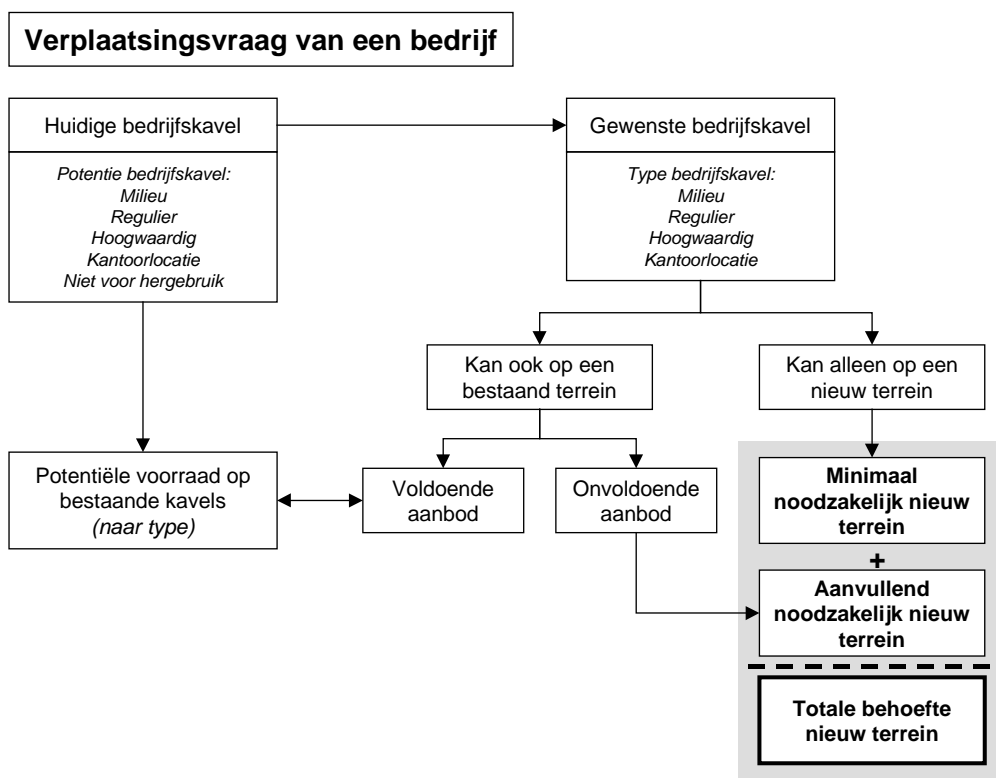 Verplaatsingsvraag van een bedrijf
Huidige bedrijfskavel
Potentie bedrijfskavel:
Milieu
Regulier
Hoogwaardig
Kantoorlocatie
Niet voor hergebruik
Gewenste bedrijfskavel
Type bedrijfskavel:
Milieu
Regulier
Hoogwaardig
Kantoorlocatie
Kan ook op een
bestaand terrein
Kan alleen op een
nieuw terrein
Potentiële voorraad op
bestaande kavels
(naar type)
Voldoende
aanbod
Onvoldoende
aanbod
Minimaal
noodzakelijk nieuw
terrein
+
Aanvullend
noodzakelijk nieuw
terrein
Totale behoefte
nieuw terrein